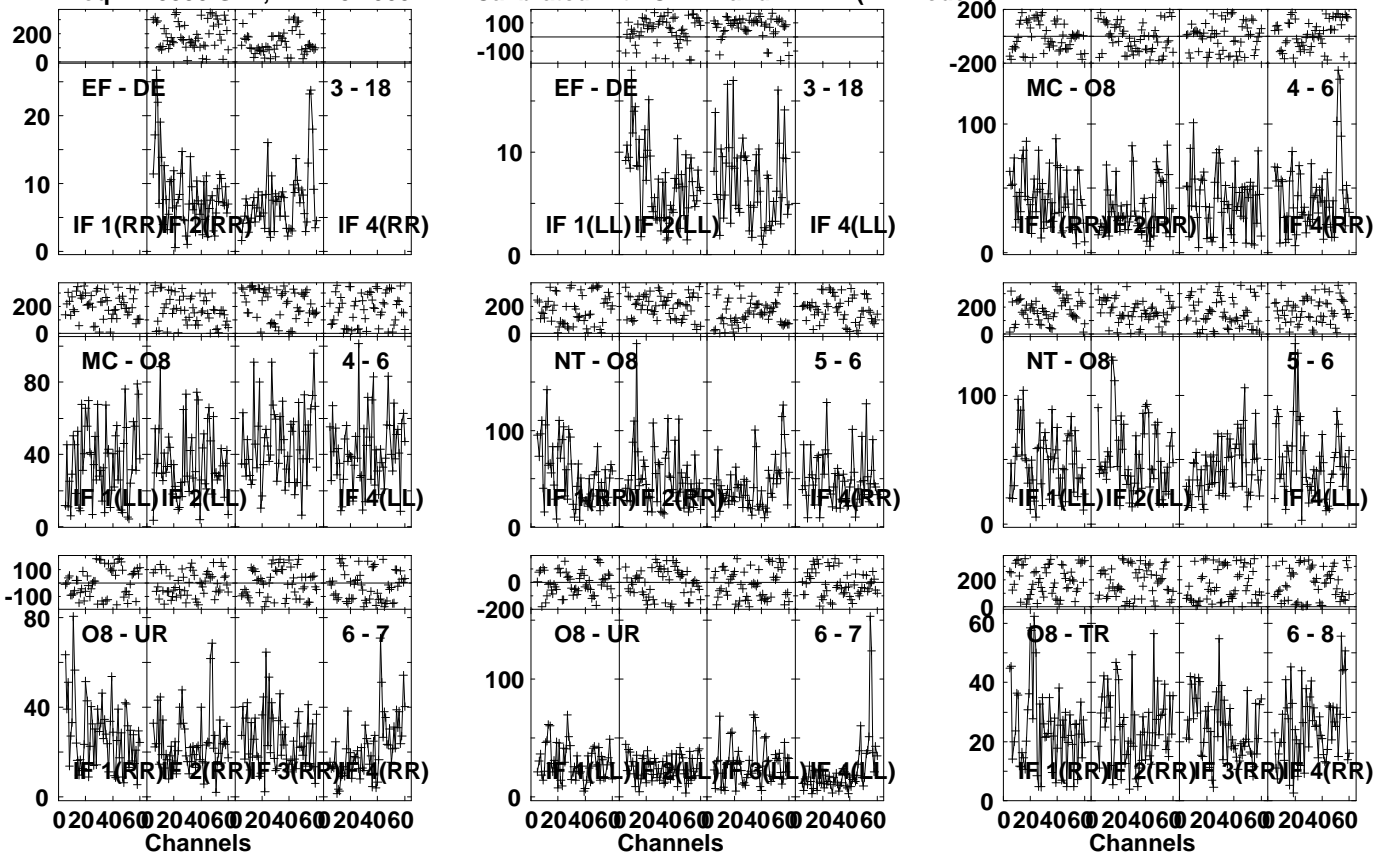 200
0
-100
100
200
-200
EF - DE
3 - 18
20
10
0
IF 1(RR)
IF 2(RR)
IF 4(RR)
EF - DE
3 - 18
10
0
IF 1(LL)
IF 2(LL)
IF 4(LL)
MC - O8
4 - 6
100
0
IF 1(RR)
IF 2(RR)
IF 4(RR)
200
0
MC - O8
4 - 6
80
40
0
IF 1(LL)
IF 2(LL)
IF 4(LL)
200
0
NT - O8
5 - 6
100
0
IF 1(RR)
IF 2(RR)
IF 4(RR)
200
0
NT - O8
5 - 6
100
0
IF 1(LL)
IF 2(LL)
IF 4(LL)
100
-100
O8 - UR
6 - 7
80
40
0
IF 1(RR)
IF 2(RR)
IF 3(RR)
IF 4(RR)
0 20 40 60 0 20 40 60 0 20 40 60 0 20 40 60
Channels
0
-200
O8 - UR
6 - 7
100
0
IF 1(LL)
IF 2(LL)
IF 3(LL)
IF 4(LL)
0 20 40 60 0 20 40 60 0 20 40 60 0 20 40 60
200
0
O8 - TR
6 - 8
60
40
20
0
IF 1(RR)
IF 2(RR)
IF 3(RR)
IF 4(RR)
0 20 40 60 0 20 40 60 0 20 40 60 0 20 40 60
Channels